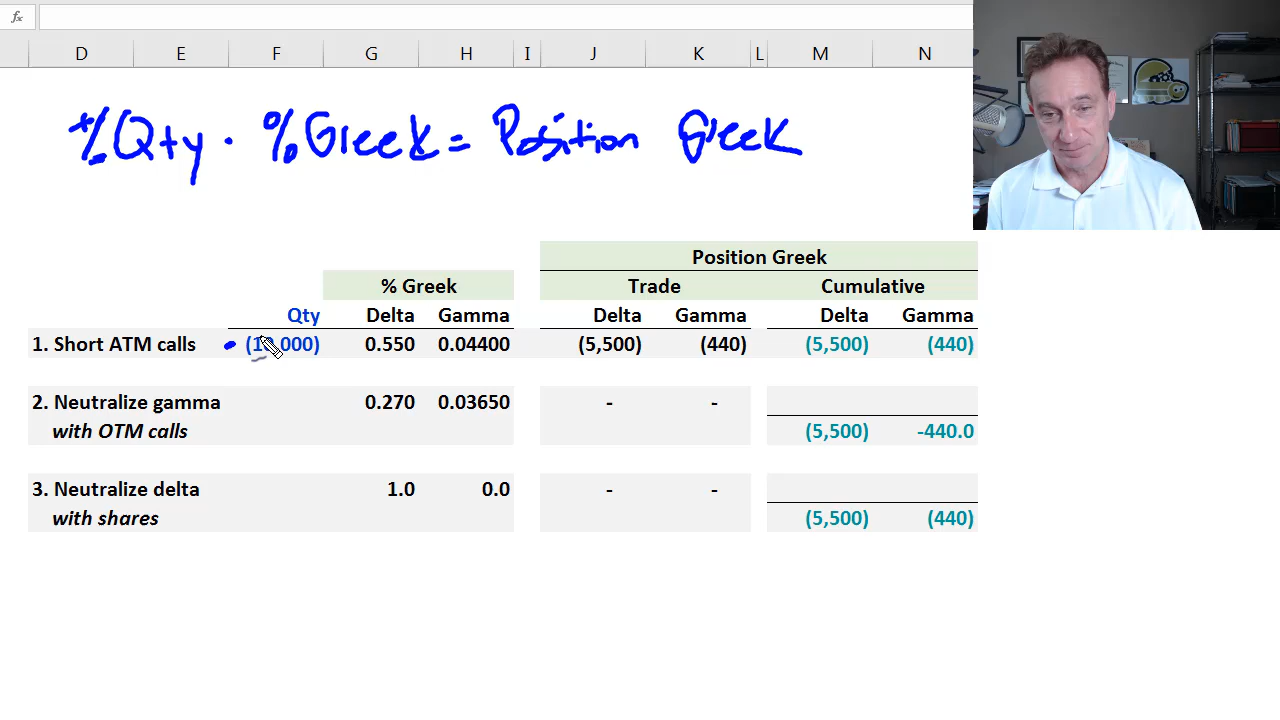 fx
D E F G H I J K L M N
+/- Qty · % Greek = Position Greek
Position Greek
% Greek Trade Cumulative
Qty Delta Gamma Delta Gamma Delta Gamma
1. Short ATM calls (10,000) 0.550 0.04400 (5,500) (440) (5,500) (440)
2. Neutralize gamma 0.270 0.03650 - -
with OTM calls (5,500) -440.0
3. Neutralize delta 1.0 0.0 - -
with shares (5,500) (440)